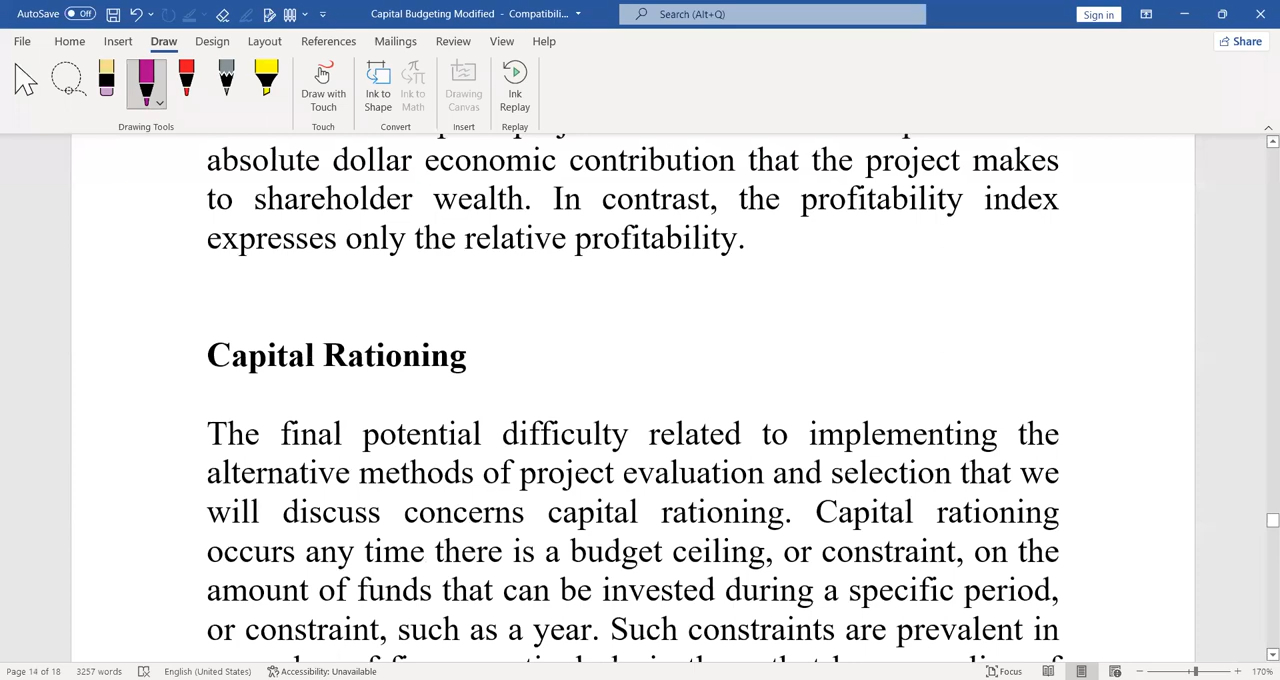 AutoSave Off Capital Budgeting Modified - Compatibili... Search (Alt+Q) Sign in
File Home Insert Draw Design Layout References Mailings Review View Help Share
Draw with Touch Ink to Shape Ink to Math Drawing Canvas Ink Replay
Drawing Tools Touch Convert Insert Replay
absolute dollar economic contribution that the project makes
to shareholder wealth. In contrast, the profitability index
expresses only the relative profitability.
Capital Rationing
The final potential difficulty related to implementing the
alternative methods of project evaluation and selection that we
will discuss concerns capital rationing. Capital rationing
occurs any time there is a budget ceiling, or constraint, on the
amount of funds that can be invested during a specific period,
or constraint, such as a year. Such constraints are prevalent in
Page 14 of 18 3257 words English (United States) Accessibility: Unavailable Focus 170%